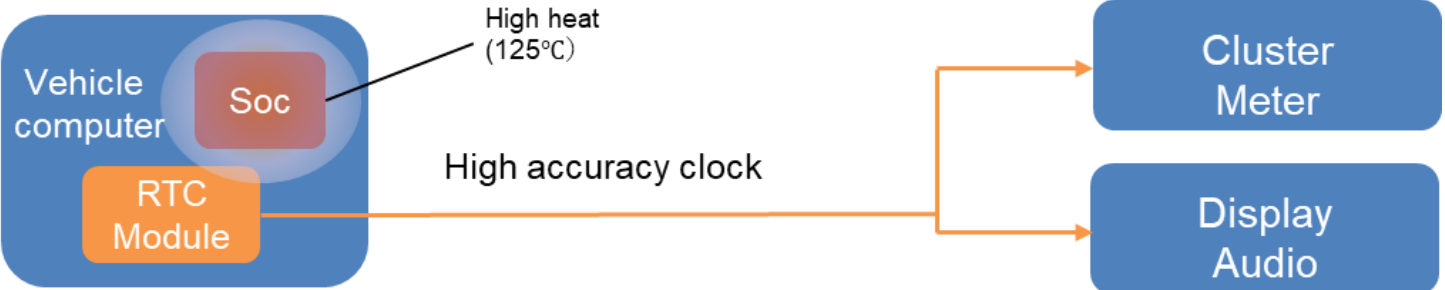 High heat
(125℃)
Vehicle
computer
Soc
RTC
Module
High accuracy clock
Cluster
Meter
Display
Audio